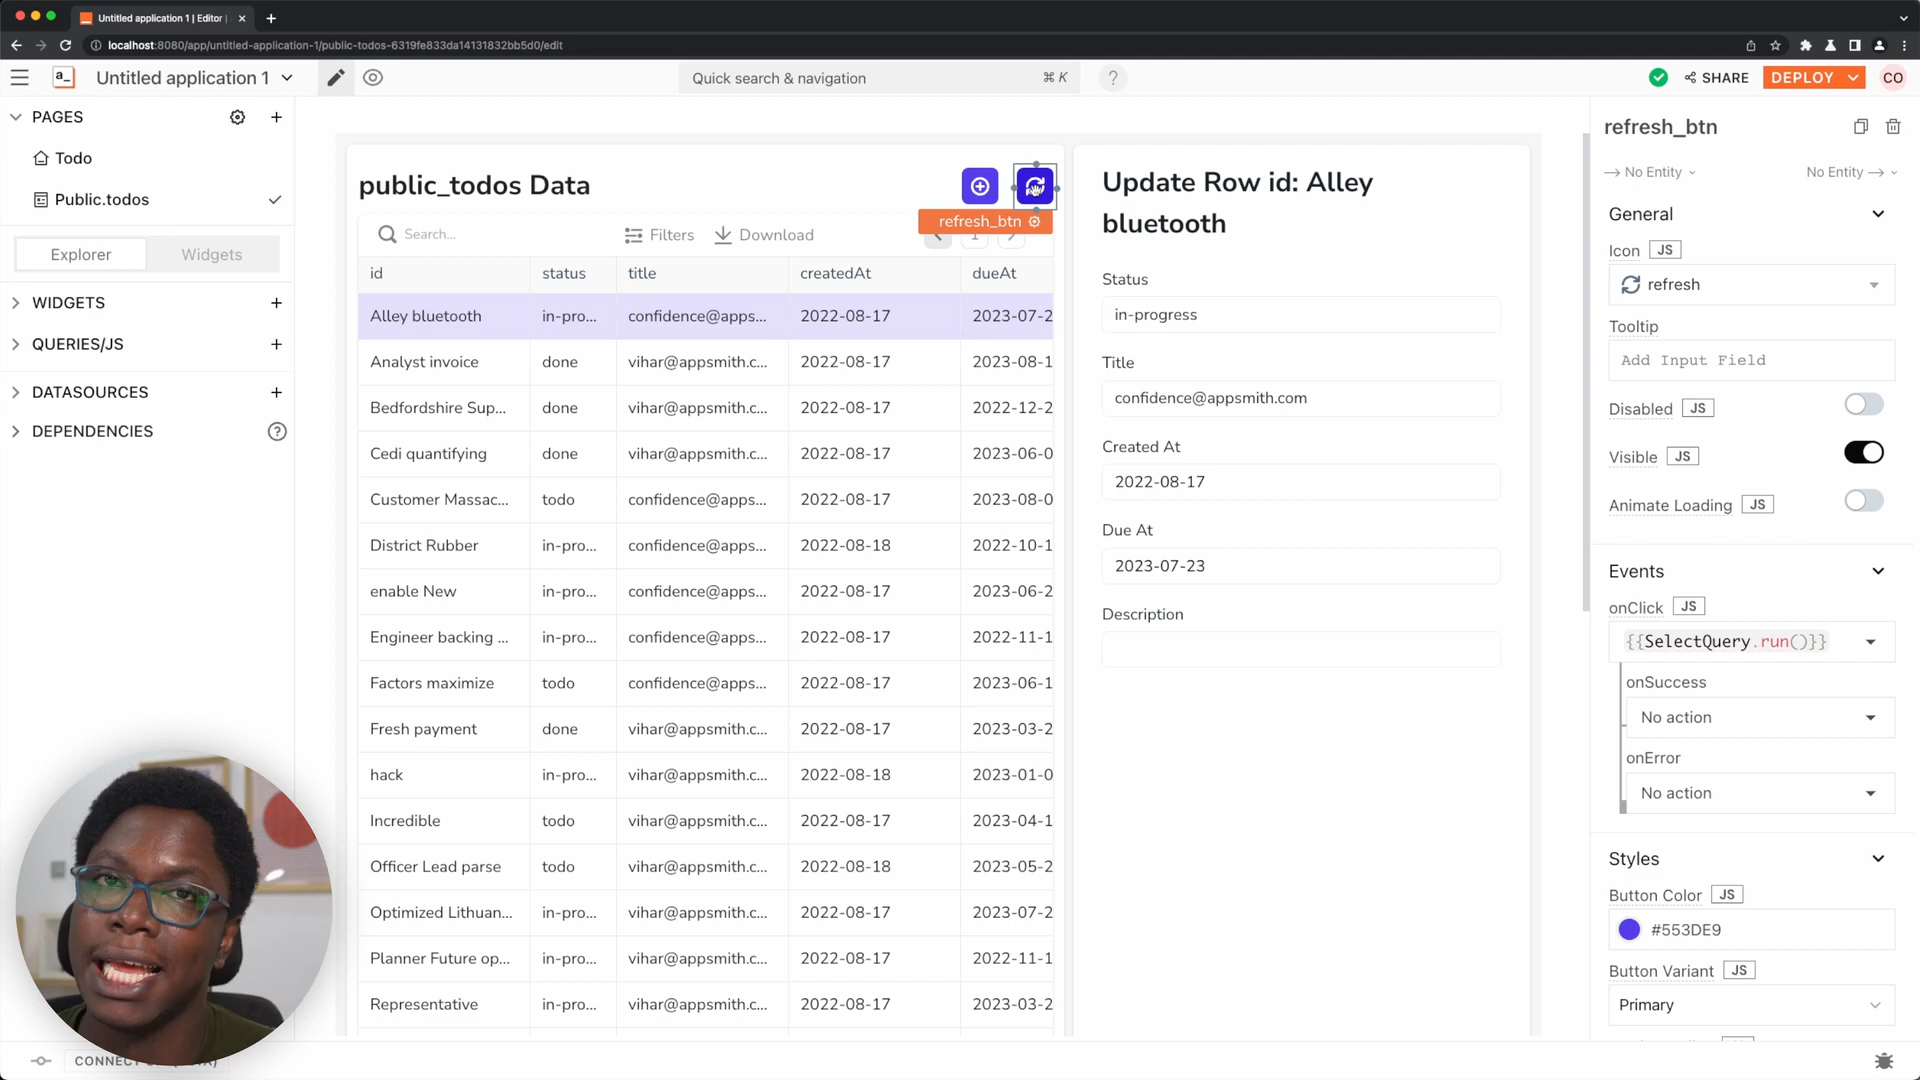 Untitled application 1 | Editor |
localhost:8080/app/untitled-application-1/public-todos-6319fe833da14131832bb5d0/edit
a_
Untitled application 1
Quick search & navigation
⌘ K
?
SHARE
DEPLOY
CO
PAGES
Todo
Public.todos
Explorer
Widgets
WIDGETS
QUERIES/JS
DATASOURCES
DEPENDENCIES
?
public_todos Data
refresh_btn
Search...
Filters
Download
1
id status title createdAt dueAt
Alley bluetooth in-pro... confidence@apps... 2022-08-17 2023-07-2
Analyst invoice done vihar@appsmith.c... 2022-08-17 2023-08-1
Bedfordshire Sup... done vihar@appsmith.c... 2022-08-17 2022-12-2
Cedi quantifying done vihar@appsmith.c... 2022-08-17 2023-06-0
Customer Massac... todo confidence@apps... 2022-08-17 2023-08-0
District Rubber in-pro... confidence@apps... 2022-08-18 2022-10-1
enable New in-pro... confidence@apps... 2022-08-17 2023-06-2
Engineer backing ... in-pro... confidence@apps... 2022-08-17 2022-11-1
Factors maximize todo confidence@apps... 2022-08-17 2023-06-1
Fresh payment done vihar@appsmith.c... 2022-08-17 2023-03-2
hack in-pro... vihar@appsmith.c... 2022-08-18 2023-01-0
Incredible todo vihar@appsmith.c... 2022-08-17 2023-04-1
Officer Lead parse todo vihar@appsmith.c... 2022-08-18 2023-05-2
Optimized Lithuan... in-pro... vihar@appsmith.c... 2022-08-17 2023-07-2
Planner Future op... in-pro... vihar@appsmith.c... 2022-08-17 2022-11-1
Representative in-pro... vihar@appsmith.c... 2022-08-17 2023-03-2
Update Row id: Alley
bluetooth
Status
in-progress
Title
confidence@appsmith.com
Created At
2022-08-17
Due At
2023-07-23
Description
refresh_btn
No Entity
No Entity
General
Icon JS
refresh
Tooltip
Add Input Field
Disabled JS
Visible JS
Animate Loading JS
Events
onClick JS
{{SelectQuery.run()}}
onSuccess
No action
onError
No action
Styles
Button Color JS
#553DE9
Button Variant JS
Primary
CONNECT